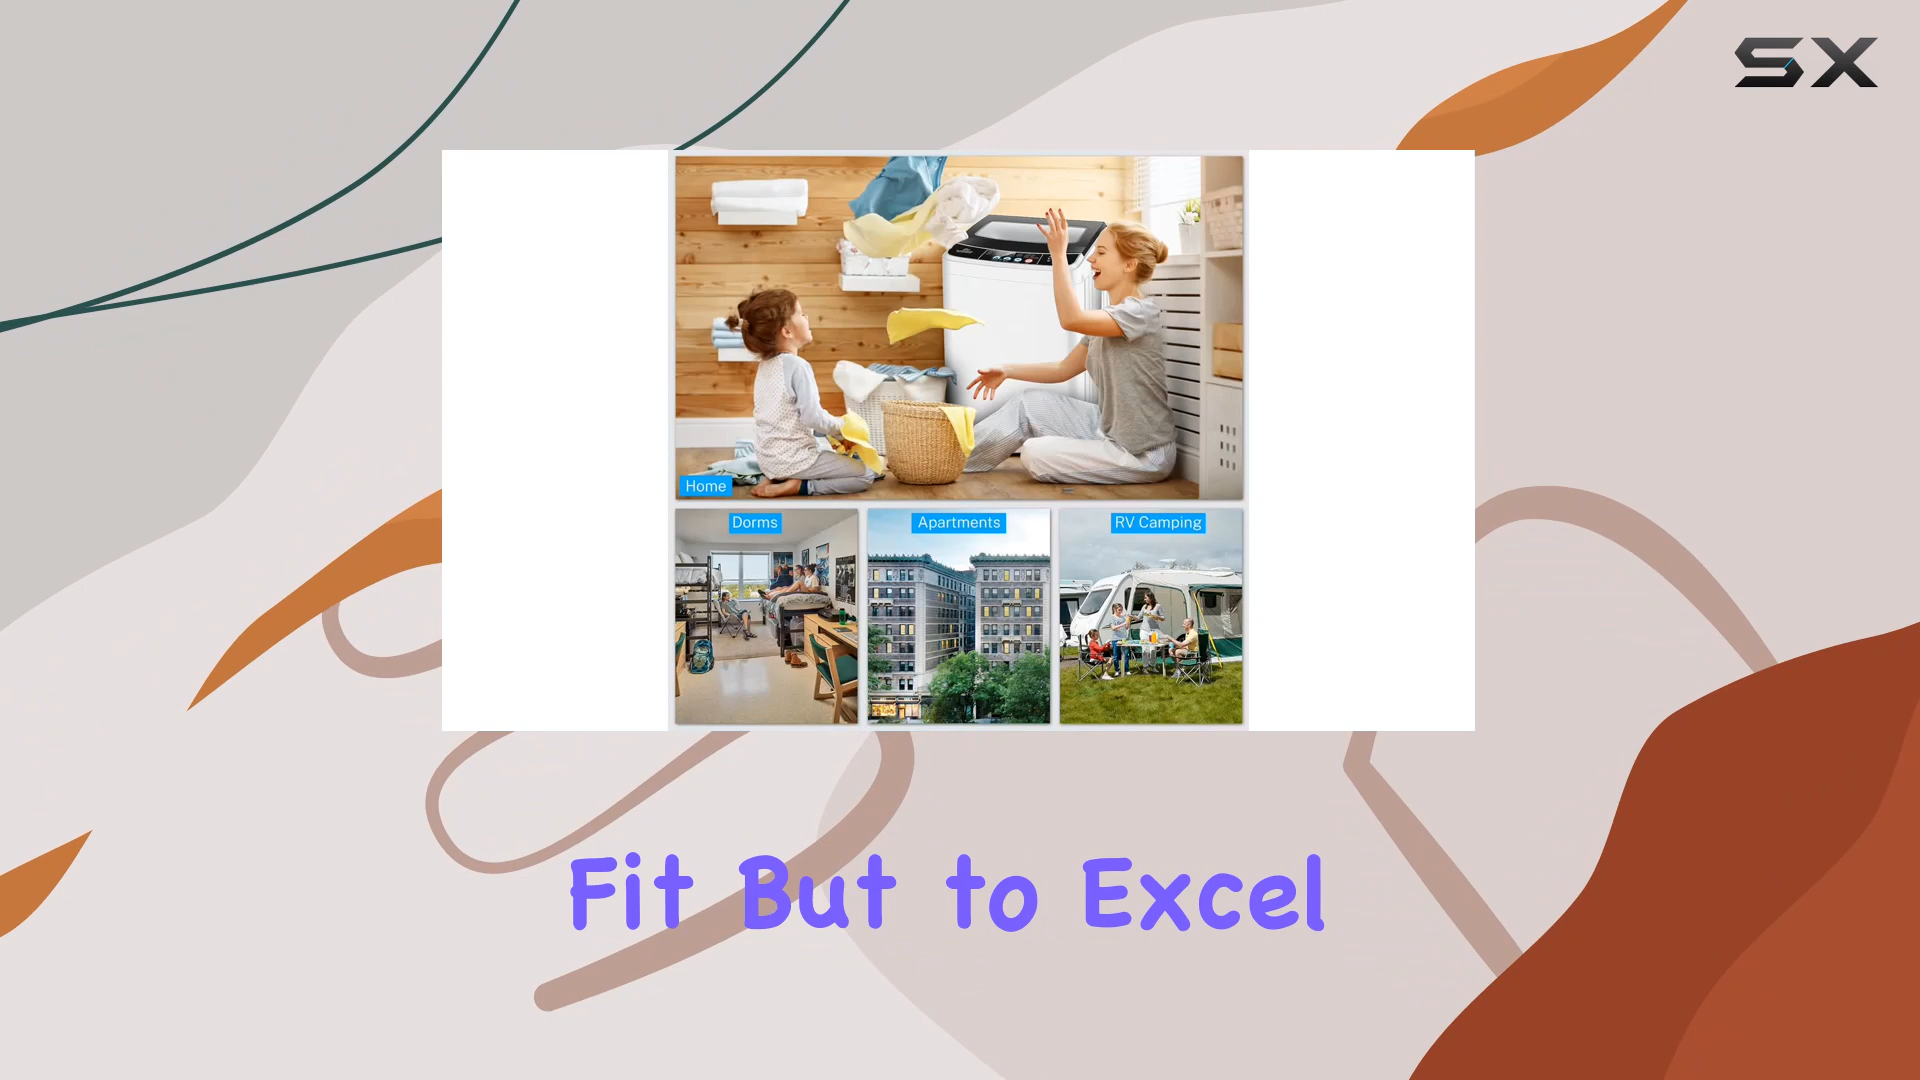 SX
Home
Dorms
Apartments
RV Camping
Fit But to Excel